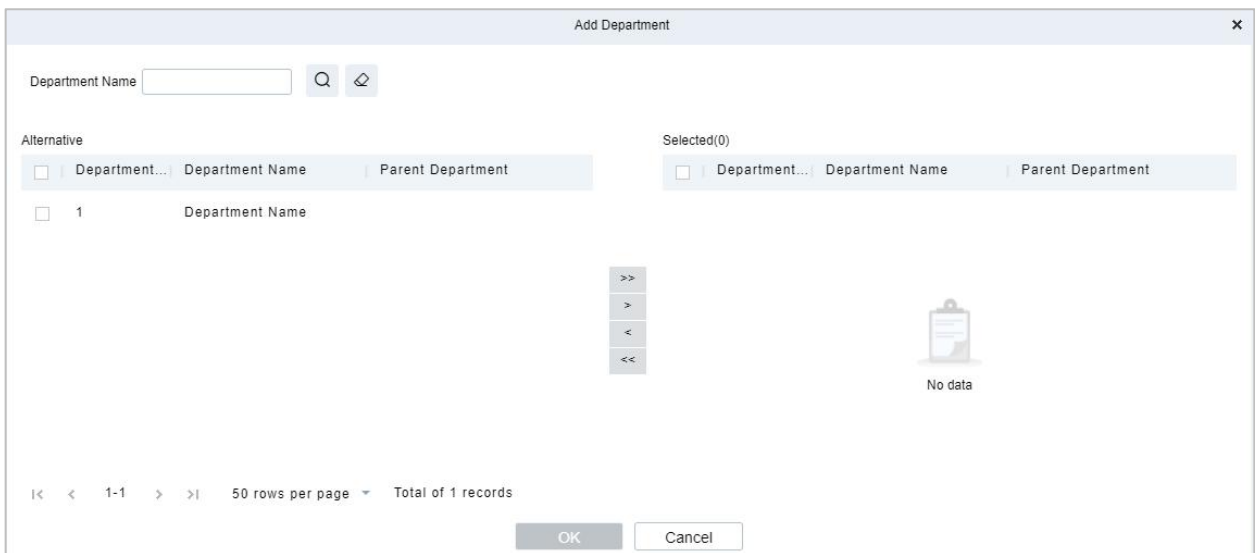 Add Department
Department Name
Alternative
Department... Department Name Parent Department
1 Department Name
>>
>
<
<<
Selected(0)
Department... Department Name Parent Department
No data
|< < 1-1 > >| 50 rows per page Total of 1 records
OK Cancel